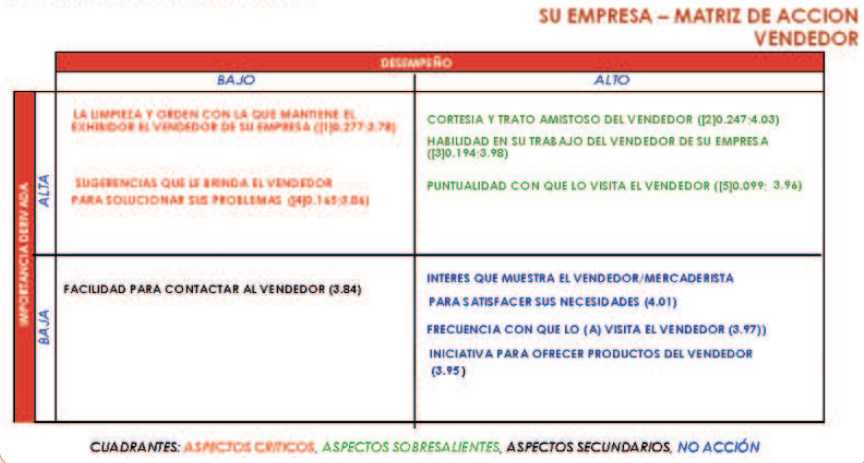 SU EMPRESA – MATRIZ DE ACCION
VENDEDOR
DESEMPEÑO
BAJO
ALTO
IMPORTANCIA DERIVADA
ALTA
LA LIMPIEZA Y ORDEN CON LA QUE MANTIENE EL
EXHIBIDOR EL VENDEDOR DE SU EMPRESA ([1]0.277;3.78)
SUGERENCIAS QUE LE BRINDA EL VENDEDOR
PARA SOLUCIONAR SUS PROBLEMAS ([4]0.165;3.86)
CORTESIA Y TRATO AMISTOSO DEL VENDEDOR ([2]0.247;4.03)
HABILIDAD EN SU TRABAJO DEL VENDEDOR DE SU EMPRESA
([3]0.194;3.98)
PUNTUALIDAD CON QUE LO VISITA EL VENDEDOR ([5]0.099; 3.96)
BAJA
FACILIDAD PARA CONTACTAR AL VENDEDOR (3.84)
INTERES QUE MUESTRA EL VENDEDOR/MERCADERISTA
PARA SATISFACER SUS NECESIDADES (4.01)
FRECUENCIA CON QUE LO (A) VISITA EL VENDEDOR (3.97))
INICIATIVA PARA OFRECER PRODUCTOS DEL VENDEDOR
(3.95)
CUADRANTES: ASPECTOS CRITICOS, ASPECTOS SOBRESALIENTES, ASPECTOS SECUNDARIOS, NO ACCIÓN